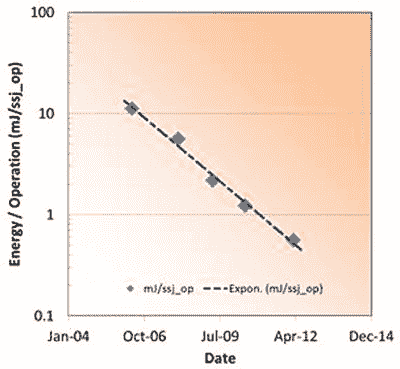 100
10
1
0.1
Energy / Operation (mJ/ssj_op)
mJ/ssj_op
Expon. (mJ/ssj_op)
Jan-04 Oct-06 Jul-09 Apr-12 Dec-14
Date